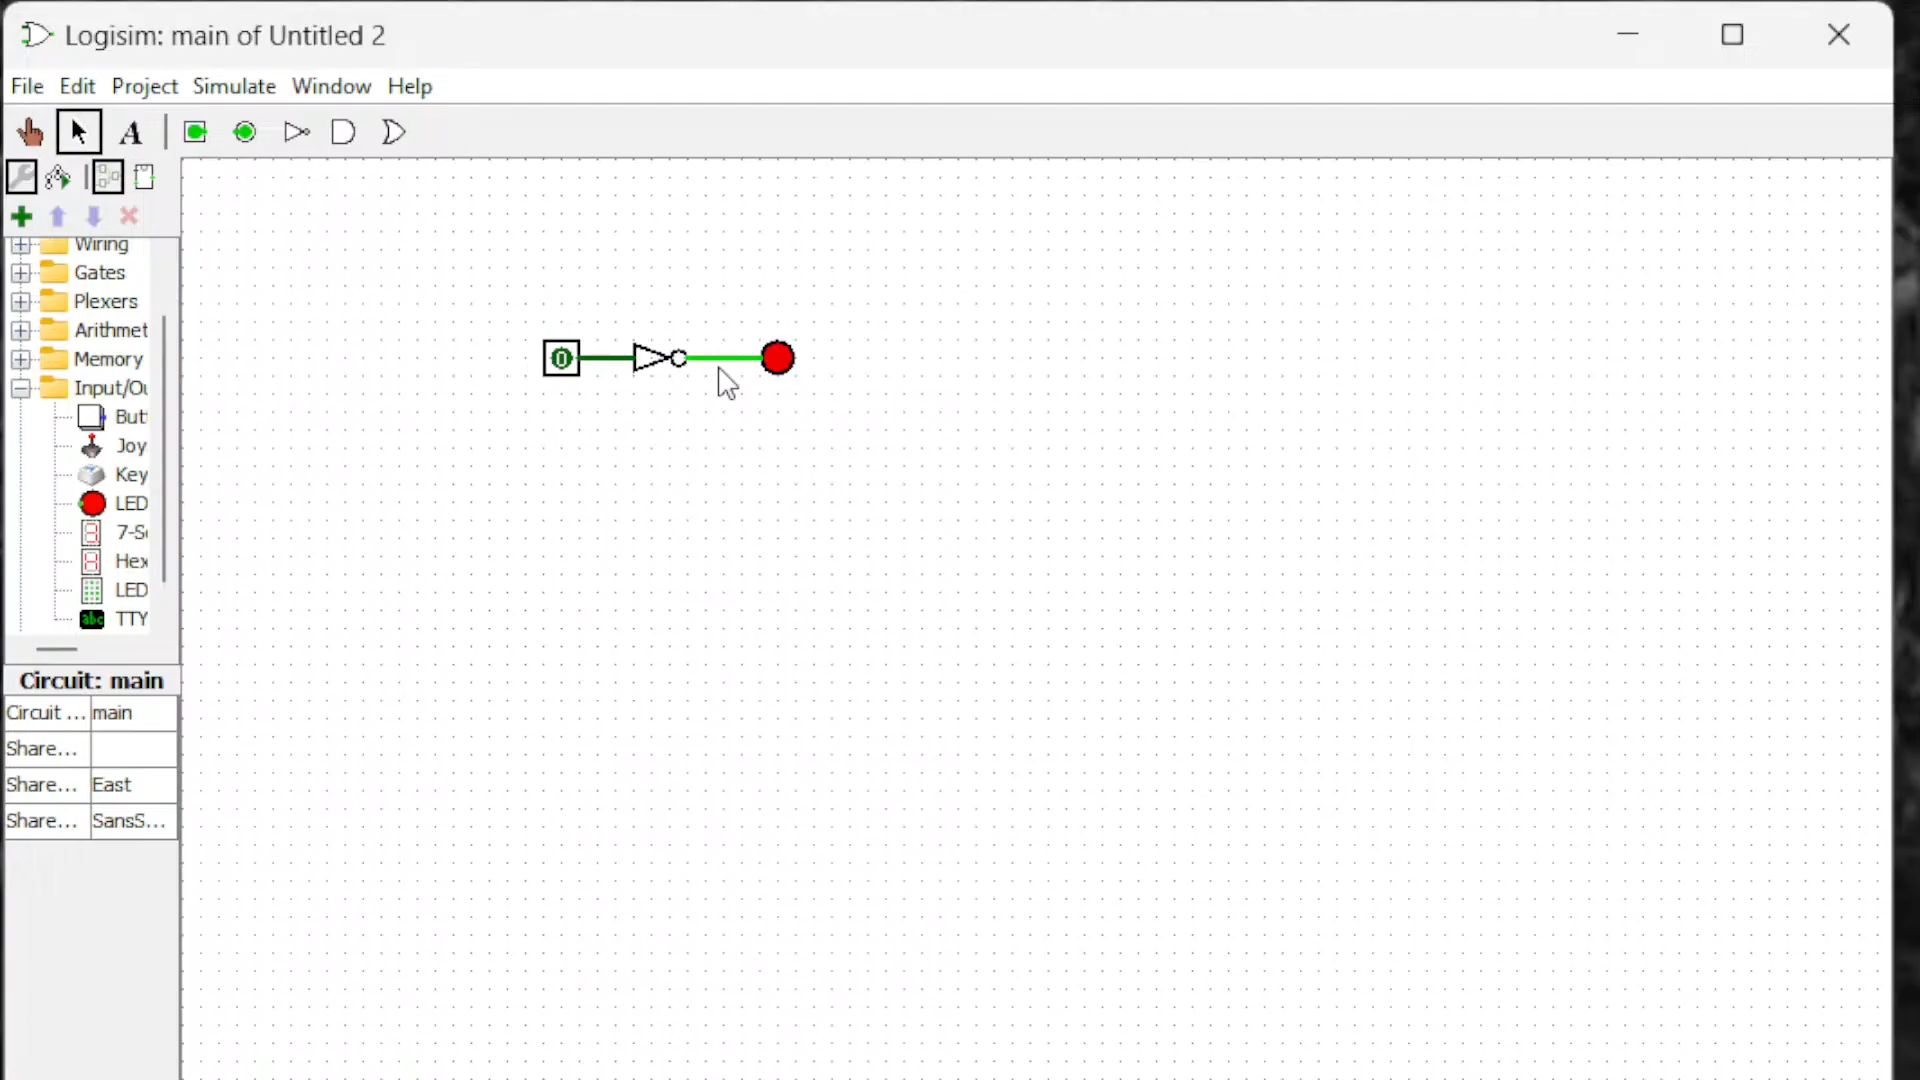 Logisim: main of Untitled 2
File Edit Project Simulate Window Help
A
Wiring
Gates
Plexers
Arithmet
Memory
Input/Ou
But
Joy
Key
LED
7-Se
Hex
LED
abc TTY
Circuit: main
Circuit ... main
Share...
Share... East
Share... SansS...
0